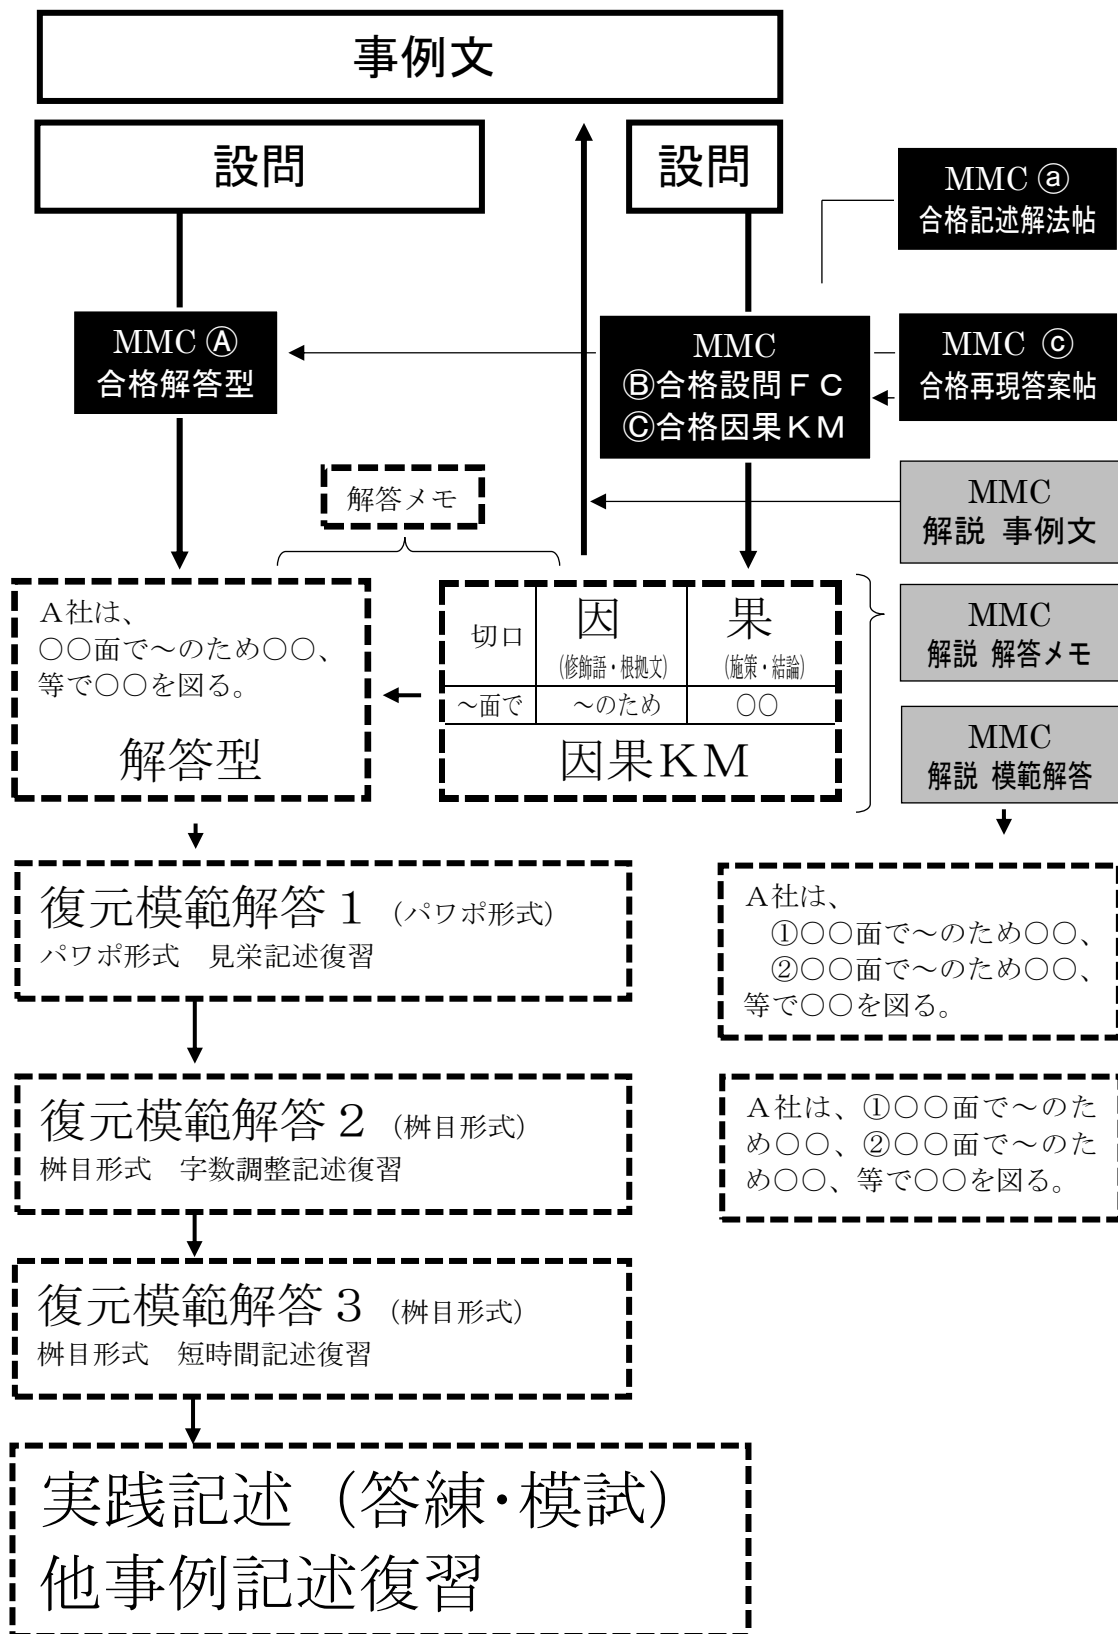 事例文
設問
設問
MMC ⓐ
合格記述解法帖
MMC Ⓐ
合格解答型
MMC
Ⓑ合格設問ＦＣ
Ⓒ合格因果ＫＭ
MMC ⓒ
合格再現答案帖
解答メモ
MMC
解説 事例文
Ａ社は、
○○面で～のため○○、
等で○○を図る。
解答型
切口
因
(修飾語・根拠文)
果
(施策・結論)
～面で
～のため
○○
因果ＫＭ
MMC
解説 解答メモ
MMC
解説 模範解答
復元模範解答１ (パワポ形式)
パワポ形式　見栄記述復習
Ａ社は、
①○○面で～のため○○、
②○○面で～のため○○、
等で○○を図る。
復元模範解答２ (桝目形式)
桝目形式　字数調整記述復習
Ａ社は、①○○面で～のた
め○○、②○○面で～のた
め○○、等で○○を図る。
復元模範解答３ (桝目形式)
桝目形式　短時間記述復習
実践記述（答練・模試）
他事例記述復習